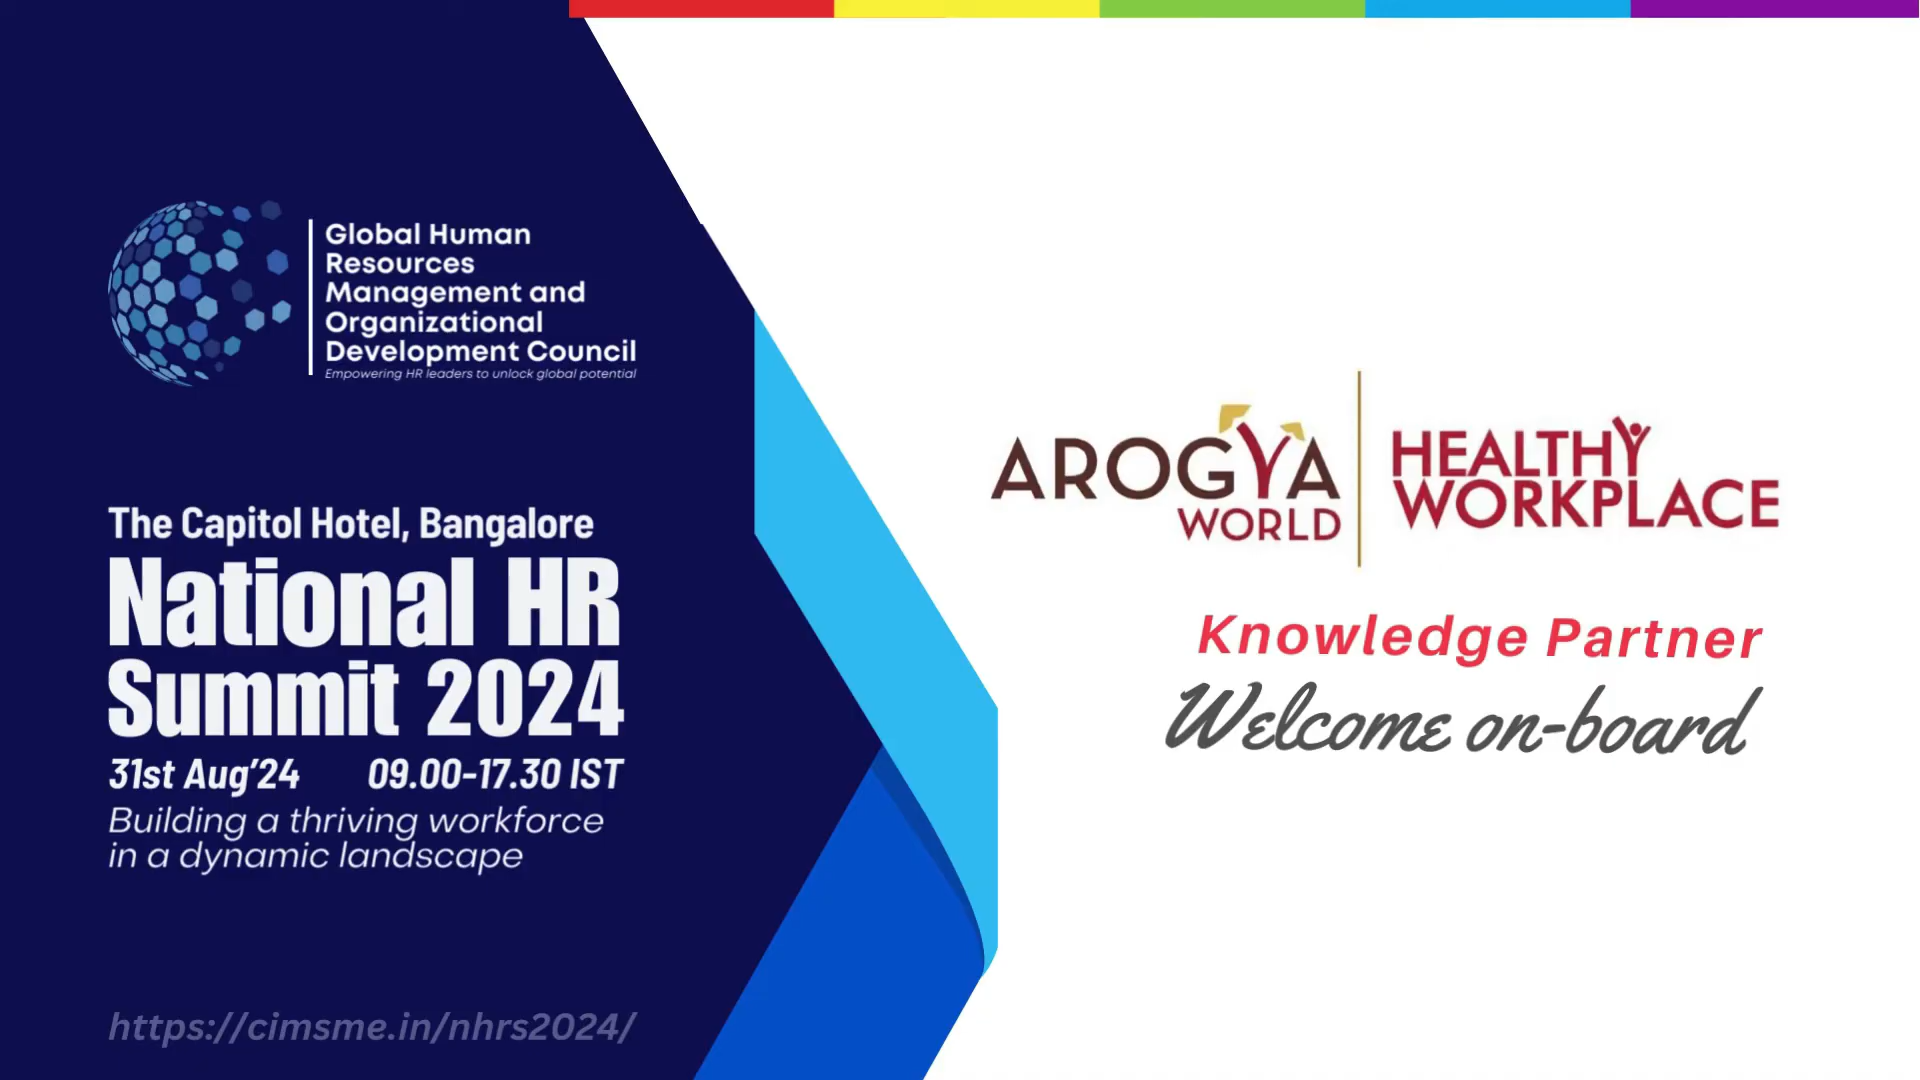 Global Human
Resources
Management and
Organizational
Development Council
Empowering HR leaders to unlock global potential
The Capitol Hotel, Bangalore
National HR
Summit 2024
31st Aug'24 09.00-17.30 IST
Building a thriving workforce
in a dynamic landscape
https://cimsme.in/nhrs2024/
AROGYA
WORLD
HEALTHY
WORKPLACE
Knowledge Partner
Welcome on-board